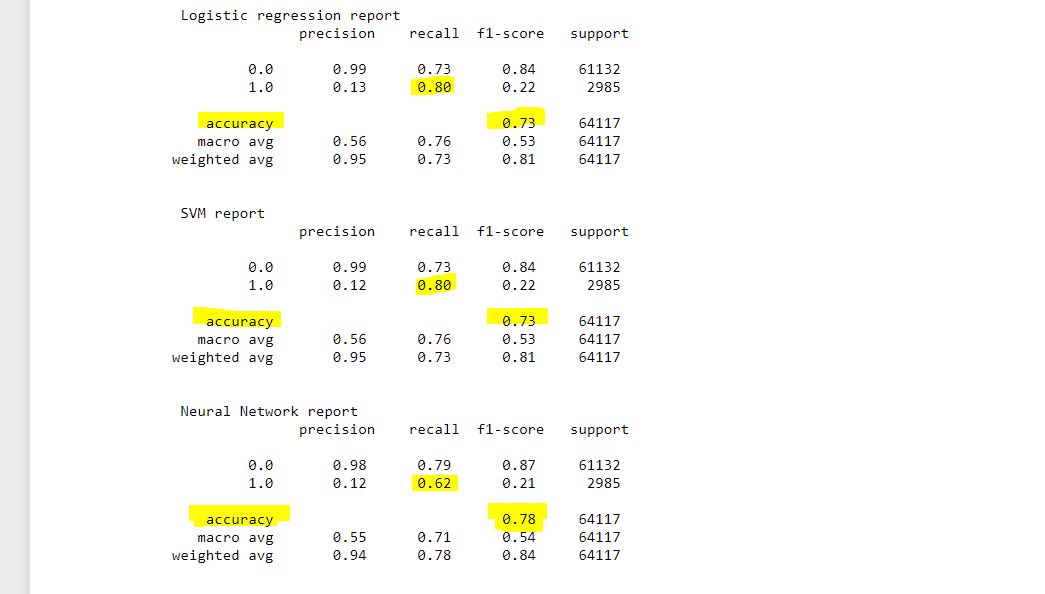 Logistic regression report
precision recall f1-score support
0.0 0.99 0.73 0.84 61132
1.0 0.13 0.80 0.22 2985
accuracy 0.73 64117
macro avg 0.56 0.76 0.53 64117
weighted avg 0.95 0.73 0.81 64117
SVM report
precision recall f1-score support
0.0 0.99 0.73 0.84 61132
1.0 0.12 0.80 0.22 2985
accuracy 0.73 64117
macro avg 0.56 0.76 0.53 64117
weighted avg 0.95 0.73 0.81 64117
Neural Network report
precision recall f1-score support
0.0 0.98 0.79 0.87 61132
1.0 0.12 0.62 0.21 2985
accuracy 0.78 64117
macro avg 0.55 0.71 0.54 64117
weighted avg 0.94 0.78 0.84 64117